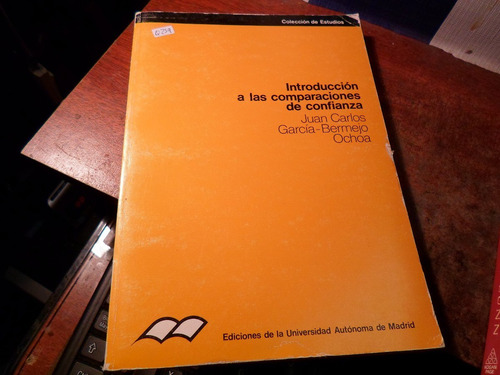 Colección de Estudios
Introducción
a las comparaciones
de confianza
Juan Carlos
García-Bermejo
Ochoa
Ediciones de la Universidad Autónoma de Madrid